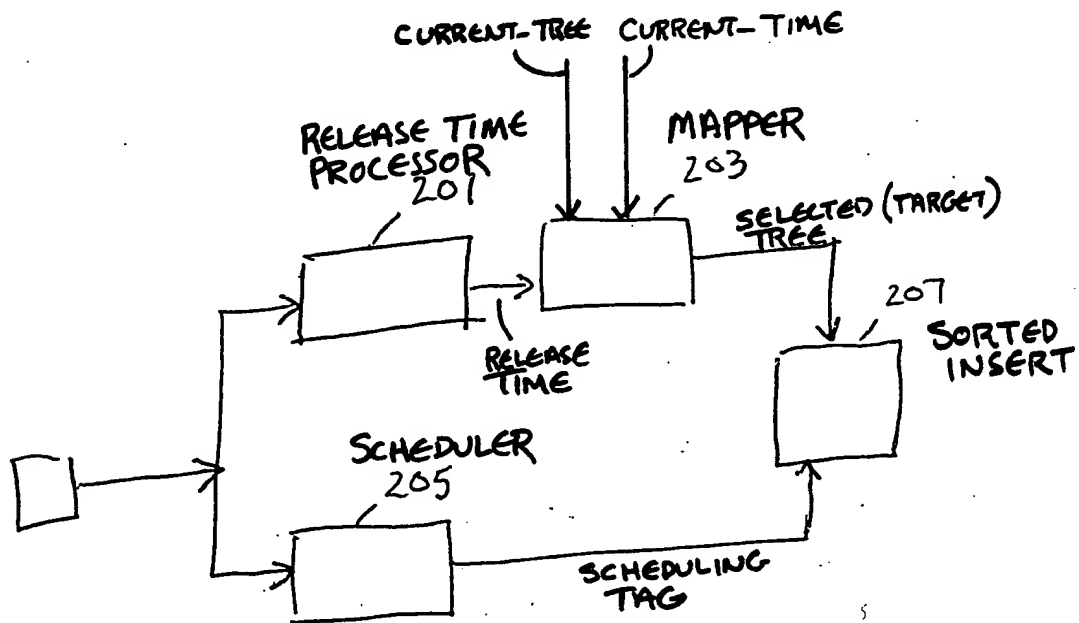 CURRENT-TREE CURRENT-TIME
RELEASE TIME
PROCESSOR
201
MAPPER
203
SELECTED (TARGET)
TREE
RELEASE
TIME
207
SORTED
INSERT
SCHEDULER
205
SCHEDULING
TAG